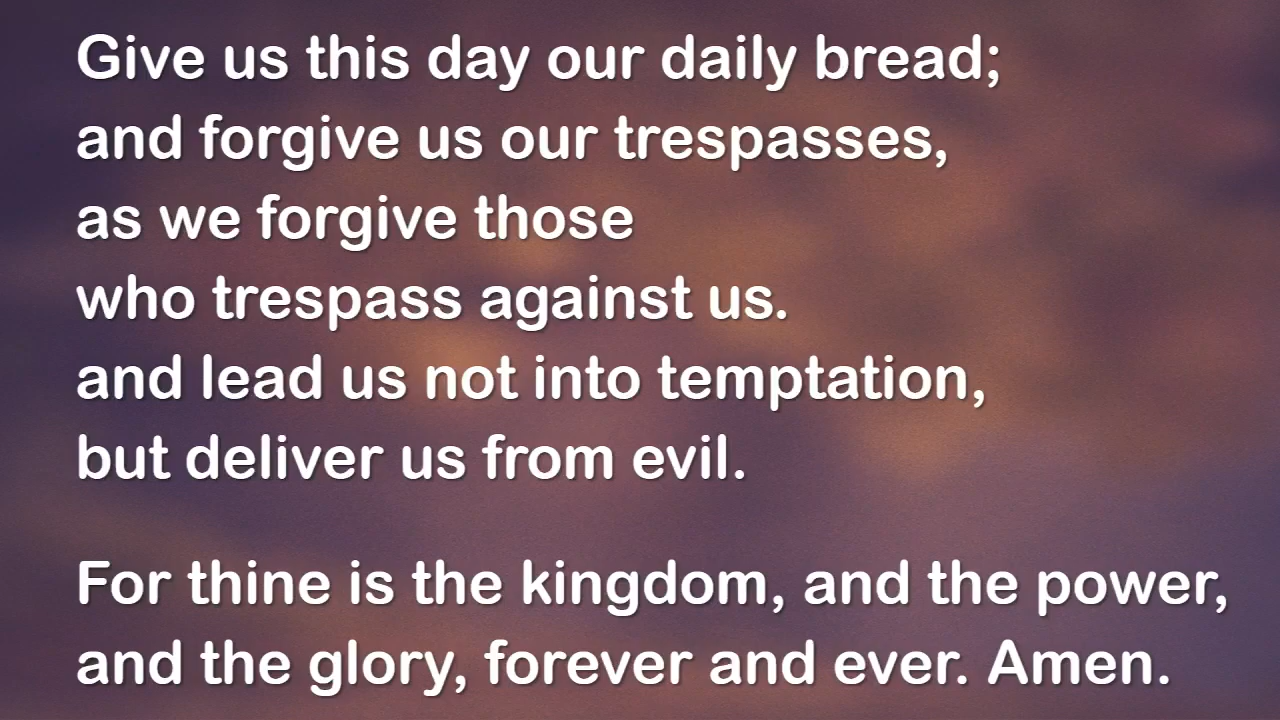 Give us this day our daily bread;
and forgive us our trespasses,
as we forgive those
who trespass against us.
and lead us not into temptation,
but deliver us from evil.
For thine is the kingdom, and the power,
and the glory, forever and ever. Amen.